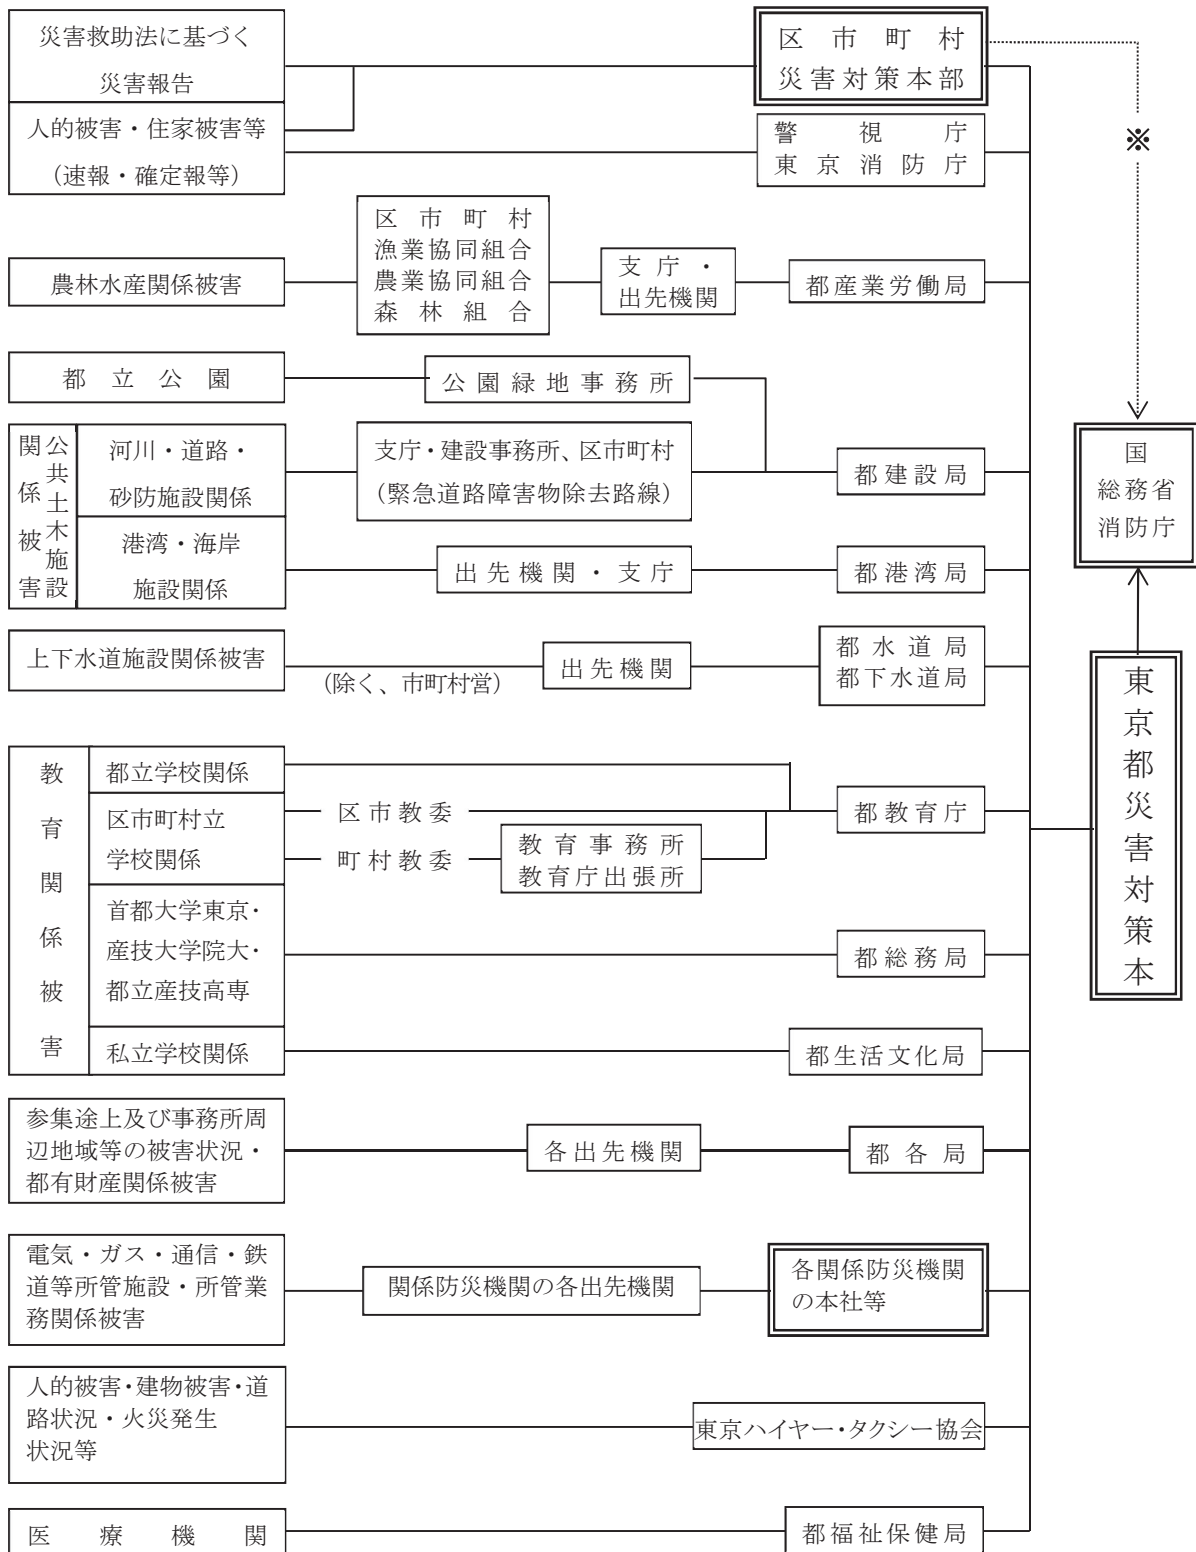 災害救助法に基づく
災害報告
区市町村
災害対策本部
人的被害・住家被害等
(速報・確定報等)
警視庁
東京消防庁
※
農林水産関係被害
区市町村
漁業協同組合
農業協同組合
森林組合
支庁・
出先機関
都産業労働局
都立公園
公園緑地事務所
公共土木施設
関係被害
河川・道路・
砂防施設関係
支庁・建設事務所、区市町村
(緊急道路障害物除去路線)
都建設局
国
総務省
消防庁
港湾・海岸
施設関係
出先機関・支庁
都港湾局
上下水道施設関係被害
(除く、市町村営)
出先機関
都水道局
都下水道局
東京都災害対策本
教育関係被害
都立学校関係
区市町村立
学校関係
区市教委
町村教委
教育事務所
教育庁出張所
都教育庁
首都大学東京・
産技大学院大・
都立産技高専
都総務局
私立学校関係
都生活文化局
参集途上及び事務所周
辺地域等の被害状況・
都有財産関係被害
各出先機関
都各局
電気・ガス・通信・鉄
道等所管施設・所管業
務関係被害
関係防災機関の各出先機関
各関係防災機関
の本社等
人的被害・建物被害・道
路状況・火災発生
状況等
東京ハイヤー・タクシー協会
医療機関
都福祉保健局